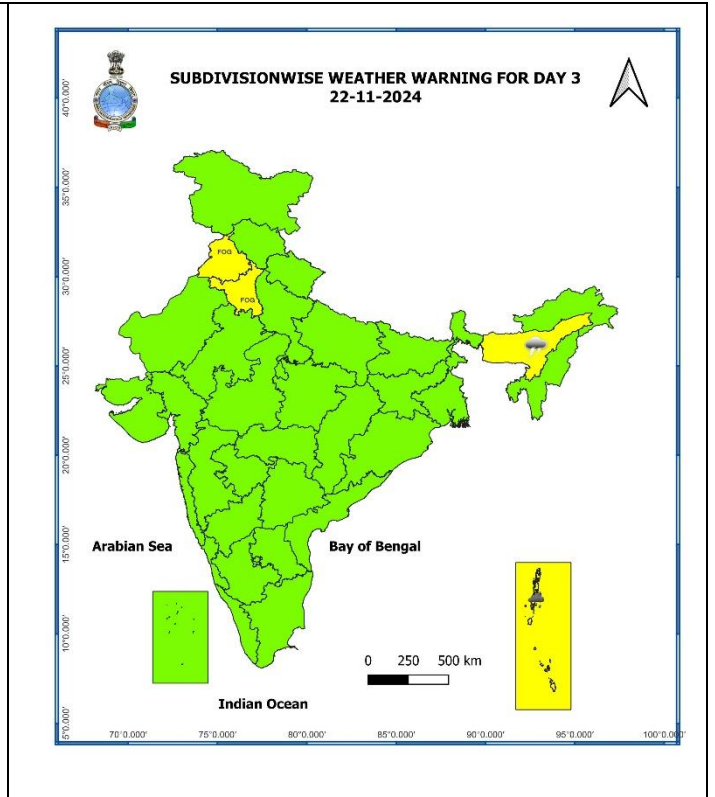 SUBDIVISIONWISE WEATHER WARNING FOR DAY 3
22-11-2024
40°0.000'
35°0.000'
30°0.000'
25°0.000'
20°0.000'
15°0.000'
10°0.000'
5°0.000'
FOG
FOG
Arabian Sea
Bay of Bengal
0 250 500 km
Indian Ocean
70°0.000' 75°0.000' 80°0.000' 85°0.000' 90°0.000' 95°0.000' 100°0.000'